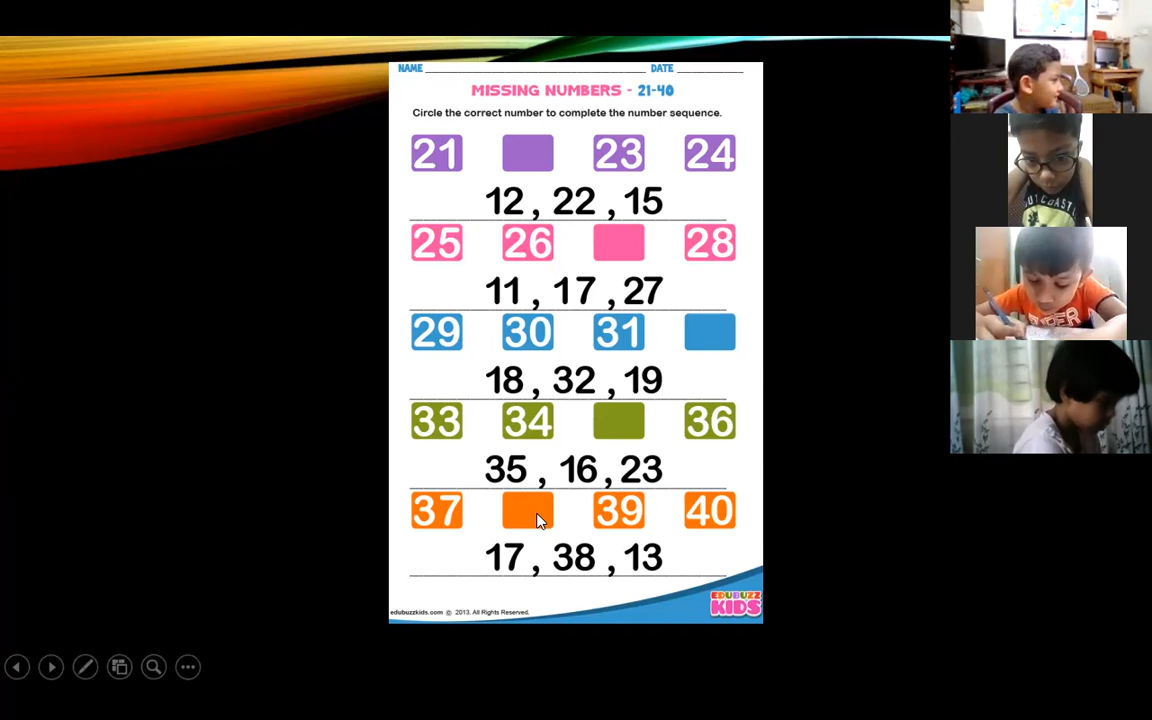 NAME DATE
MISSING NUMBERS - 21-40
Circle the correct number to complete the number sequence.
21 23 24
12 , 22 , 15
25 26 28
11 , 17 , 27
29 30 31
18 , 32 , 19
33 34 36
35 , 16 , 23
37 39 40
17 , 38 , 13
edubuzzkids.com © 2013. All Rights Reserved.
EDUBUZZ
KIDS